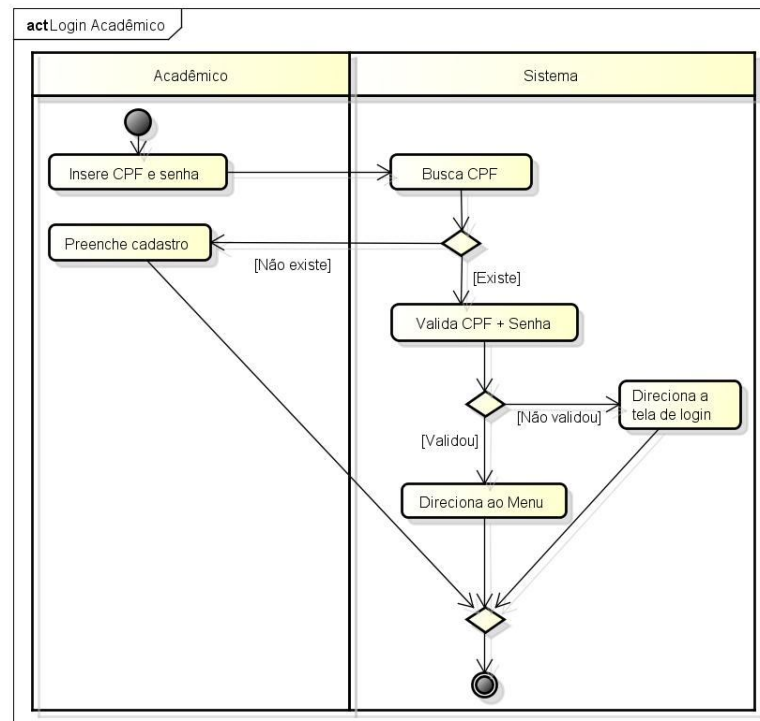 act Login Acadêmico
Acadêmico
Sistema
Insere CPF e senha
Busca CPF
Preenche cadastro
[Não existe]
[Existe]
Valida CPF + Senha
Direciona a
tela de login
[Não validou]
[Validou]
Direciona ao Menu